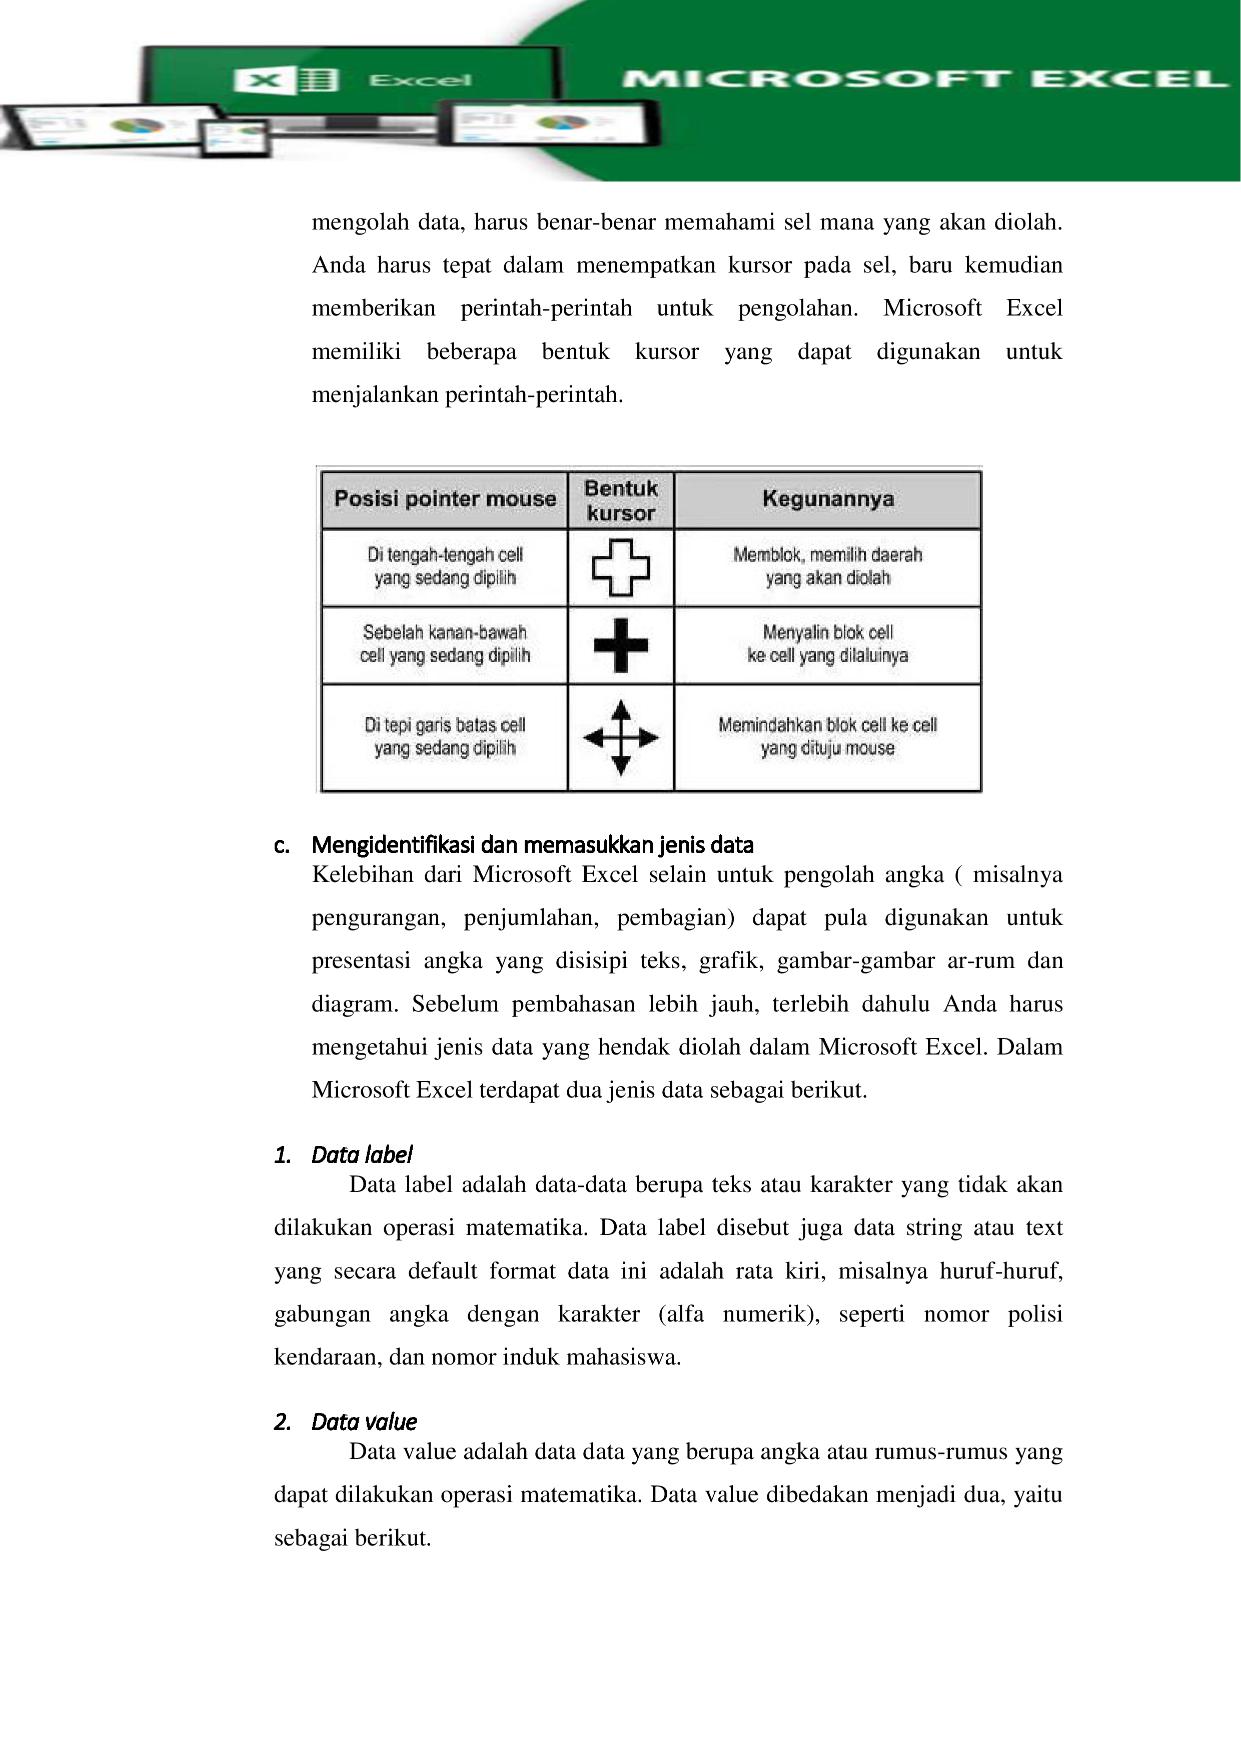 Excel
MICROSOFT EXCEL
mengolah data, harus benar-benar memahami sel mana yang akan diolah.
Anda harus tepat dalam menempatkan kursor pada sel, baru kemudian
memberikan perintah-perintah untuk pengolahan. Microsoft Excel
memiliki beberapa bentuk kursor yang dapat digunakan untuk
menjalankan perintah-perintah.
Posisi pointer mouse
Bentuk
kursor
Kegunannya
Di tengah-tengah cell
yang sedang dipilih
Memblok, memilih daerah
yang akan diolah
Sebelah kanan-bawah
cell yang sedang dipilih
Menyalin blok cell
ke cell yang dilaluinya
Di tepi garis batas cell
yang sedang dipilih
Memindahkan blok cell ke cell
yang dituju mouse
c. Mengidentifikasi dan memasukkan jenis data
Kelebihan dari Microsoft Excel selain untuk pengolah angka ( misalnya
pengurangan, penjumlahan, pembagian) dapat pula digunakan untuk
presentasi angka yang disisipi teks, grafik, gambar-gambar ar-rum dan
diagram. Sebelum pembahasan lebih jauh, terlebih dahulu Anda harus
mengetahui jenis data yang hendak diolah dalam Microsoft Excel. Dalam
Microsoft Excel terdapat dua jenis data sebagai berikut.
1. Data label
Data label adalah data-data berupa teks atau karakter yang tidak akan
dilakukan operasi matematika. Data label disebut juga data string atau text
yang secara default format data ini adalah rata kiri, misalnya huruf-huruf,
gabungan angka dengan karakter (alfa numerik), seperti nomor polisi
kendaraan, dan nomor induk mahasiswa.
2. Data value
Data value adalah data data yang berupa angka atau rumus-rumus yang
dapat dilakukan operasi matematika. Data value dibedakan menjadi dua, yaitu
sebagai berikut.